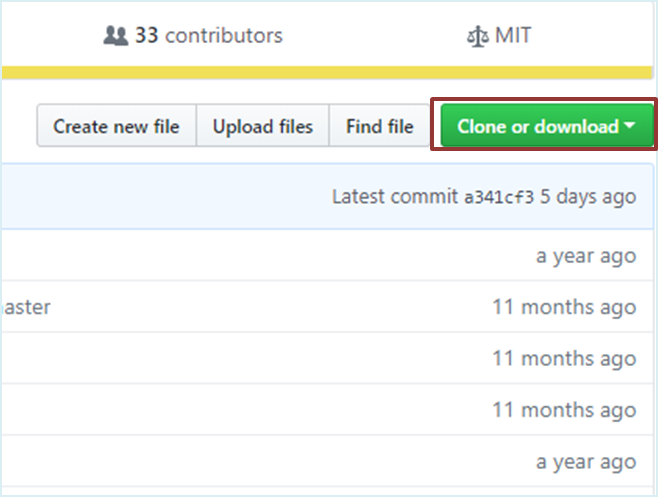 33 contributors MIT
Create new file Upload files Find file Clone or download
Latest commit a341cf3 5 days ago
a year ago
aster 11 months ago
11 months ago
11 months ago
a year ago